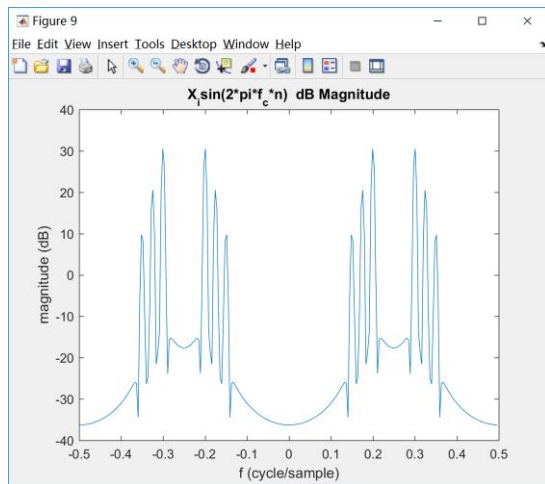 Figure 9
File Edit View Insert Tools Desktop Window Help
X_i sin(2*pi*f_c*n) dB Magnitude
40
30
20
10
0
-10
-20
-30
-40
magnitude (dB)
-0.5 -0.4 -0.3 -0.2 -0.1 0 0.1 0.2 0.3 0.4 0.5
f (cycle/sample)